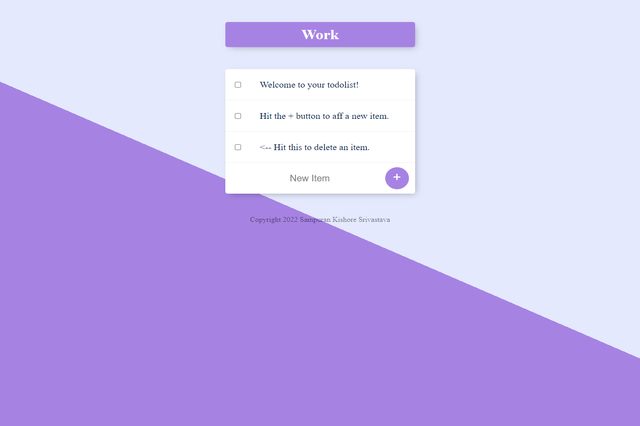 Work
Welcome to your todolist!
Hit the + button to aff a new item.
<-- Hit this to delete an item.
New Item
+
Copyright 2022 Sampuran Kishore Srivastava